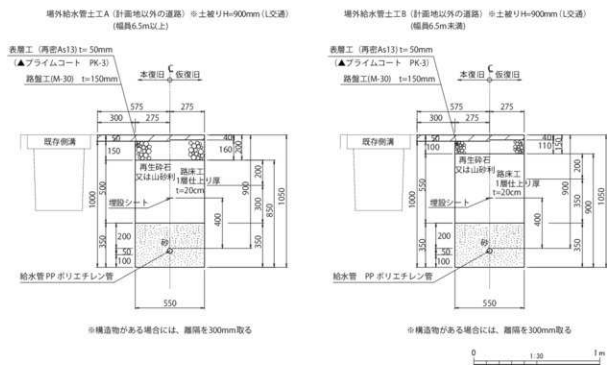 場外給水管土工A（計画地以外の道路）※土被りH=900mm（L交通）
(幅員6.5m以上)
表層工（再密As13) t= 50mm
(▲プライムコート PK-3)
路盤工(M-30) t=150mm
℄
本復旧 仮復旧
575 275
300 275
既存側溝
50
150
40
160
200
再生砕石
又は山砂利
路床工
1層仕上り厚
t=20cm
埋設シート
1000
500
350
200
50
100
砂
400
900
200
300
350
850
1050
給水管 PP ポリエチレン管
550
※構造物がある場合には、離隔を300mm取る
場外給水管土工B（計画地以外の道路）※土被りH=900mm（L交通）
(幅員6.5m未満)
表層工（再密As13) t= 50mm
(▲プライムコート PK-3)
路盤工(M-30) t=150mm
℄
本復旧 仮復旧
575 275
300 275
既存側溝
50
100
40
110
150
再生砕石
又は山砂利
路床工
1層仕上り厚
t=20cm
埋設シート
1000
550
350
200
50
100
砂
400
900
350
350
1050
給水管 PP ポリエチレン管
550
※構造物がある場合には、離隔を300mm取る
0 1:30 1m